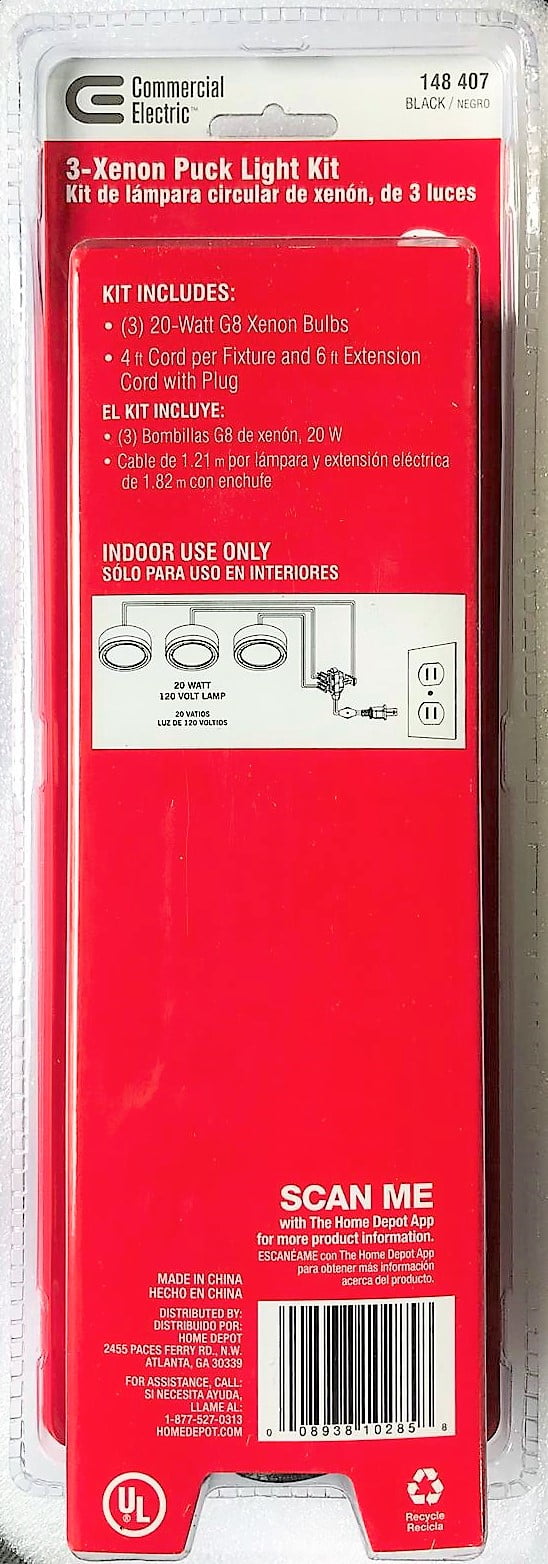 Commercial
Electric™
148 407
BLACK / NEGRO
3-Xenon Puck Light Kit
Kit de lámpara circular de xenón, de 3 luces
KIT INCLUDES:
• (3) 20-Watt G8 Xenon Bulbs
• 4 ft Cord per Fixture and 6 ft Extension
Cord with Plug
EL KIT INCLUYE:
• (3) Bombillas G8 de xenón, 20 W
• Cable de 1.21 m por lámpara y extensión eléctrica
de 1.82 m con enchufe
INDOOR USE ONLY
SÓLO PARA USO EN INTERIORES
20 WATT
120 VOLT LAMP
20 VATIOS
LUZ DE 120 VOLTIOS
SCAN ME
with The Home Depot App
for more product information.
ESCANÉAME con The Home Depot App
para obtener más información
acerca del producto.
MADE IN CHINA
HECHO EN CHINA
DISTRIBUTED BY:
DISTRIBUIDO POR:
HOME DEPOT
2455 PACES FERRY RD., N.W.
ATLANTA, GA 30339
FOR ASSISTANCE, CALL:
SI NECESITA AYUDA,
LLAME AL:
1-877-527-0313
HOMEDEPOT.COM
0 08938 10285 8
UL®
Recycle
Recicla